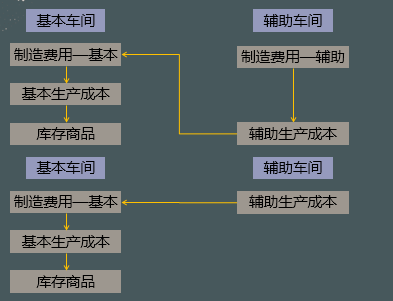 基本车间 辅助车间
制造费用—基本 制造费用—辅助
基本生产成本
库存商品 辅助生产成本
基本车间 辅助车间
制造费用—基本 辅助生产成本
基本生产成本
库存商品